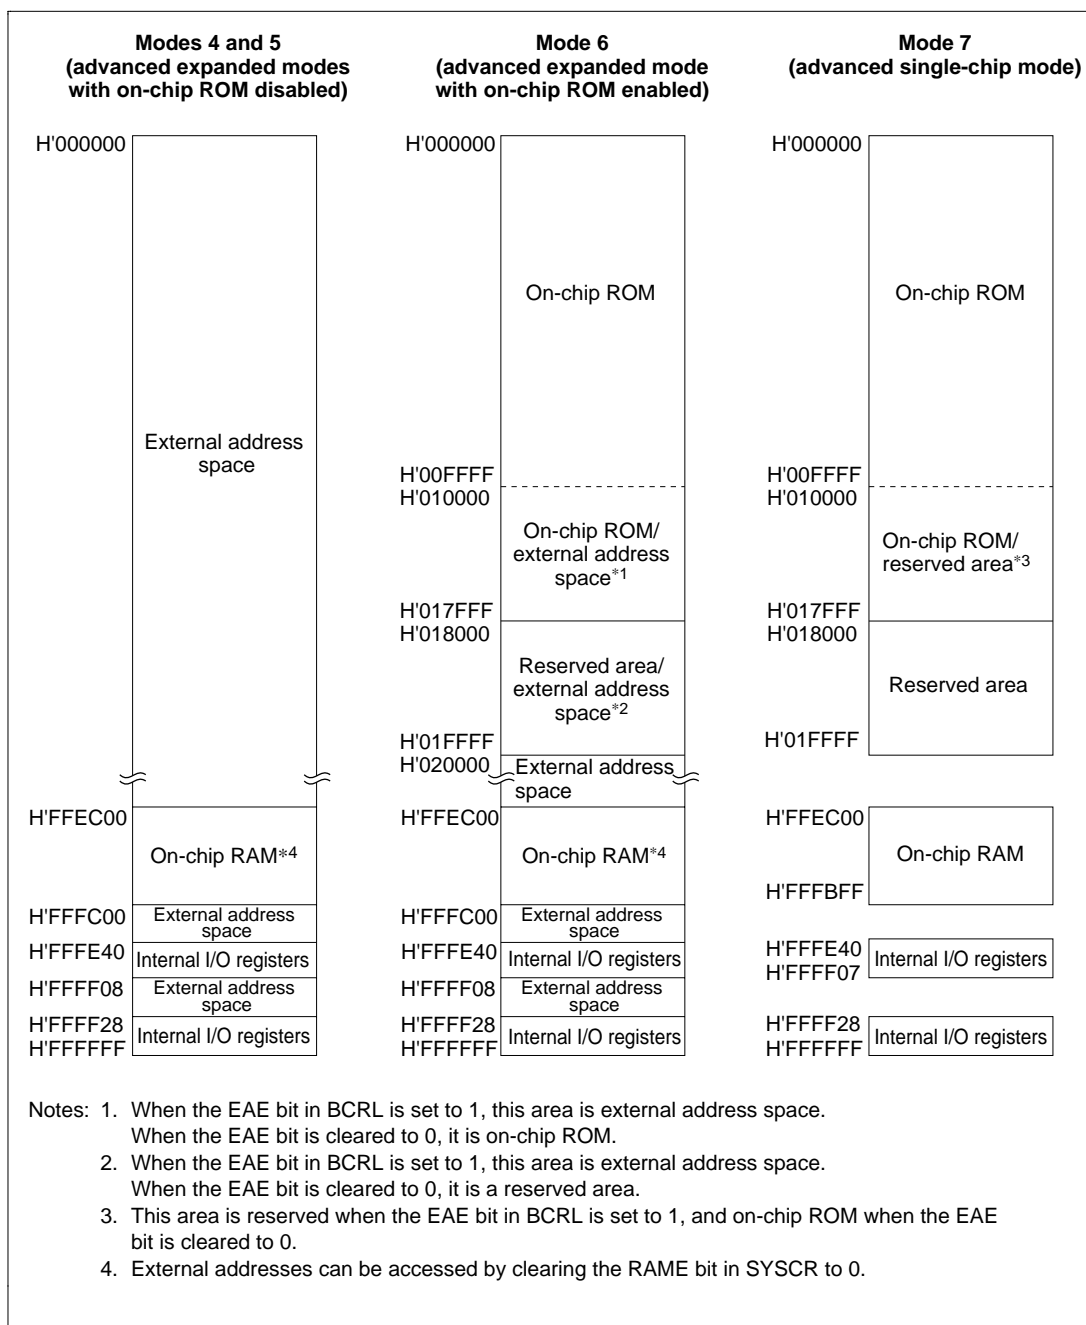 Modes 4 and 5
(advanced expanded modes
with on-chip ROM disabled)
H'000000
External address
space
H'FFEC00
On-chip RAM*4
H'FFFC00
External address
space
H'FFFE40
Internal I/O registers
H'FFFF08
External address
space
H'FFFF28
Internal I/O registers
H'FFFFFF
Mode 6
(advanced expanded mode
with on-chip ROM enabled)
H'000000
On-chip ROM
H'00FFFF
H'010000
On-chip ROM/
external address
space*1
H'017FFF
H'018000
Reserved area/
external address
space*2
H'01FFFF
H'020000
External address
space
H'FFEC00
On-chip RAM*4
H'FFFC00
External address
space
H'FFFE40
Internal I/O registers
H'FFFF08
External address
space
H'FFFF28
Internal I/O registers
H'FFFFFF
Mode 7
(advanced single-chip mode)
H'000000
On-chip ROM
H'00FFFF
H'010000
On-chip ROM/
reserved area*3
H'017FFF
H'018000
Reserved area
H'01FFFF
H'FFEC00
On-chip RAM
H'FFFBFF
H'FFFE40
Internal I/O registers
H'FFFF07
H'FFFF28
Internal I/O registers
H'FFFFFF
Notes: 1. When the EAE bit in BCRL is set to 1, this area is external address space.
When the EAE bit is cleared to 0, it is on-chip ROM.
2. When the EAE bit in BCRL is set to 1, this area is external address space.
When the EAE bit is cleared to 0, it is a reserved area.
3. This area is reserved when the EAE bit in BCRL is set to 1, and on-chip ROM when the EAE
bit is cleared to 0.
4. External addresses can be accessed by clearing the RAME bit in SYSCR to 0.